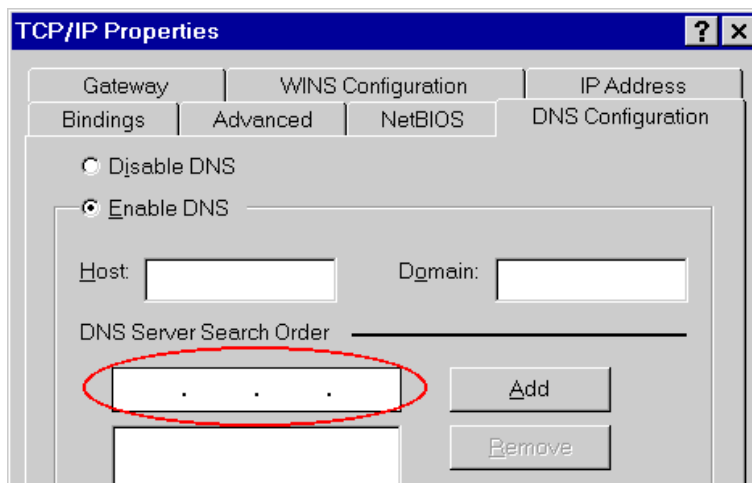 TCP/IP Properties
Gateway WINS Configuration IP Address
Bindings Advanced NetBIOS DNS Configuration
Disable DNS
Enable DNS
Host: Domain:
DNS Server Search Order
. . . Add
Remove